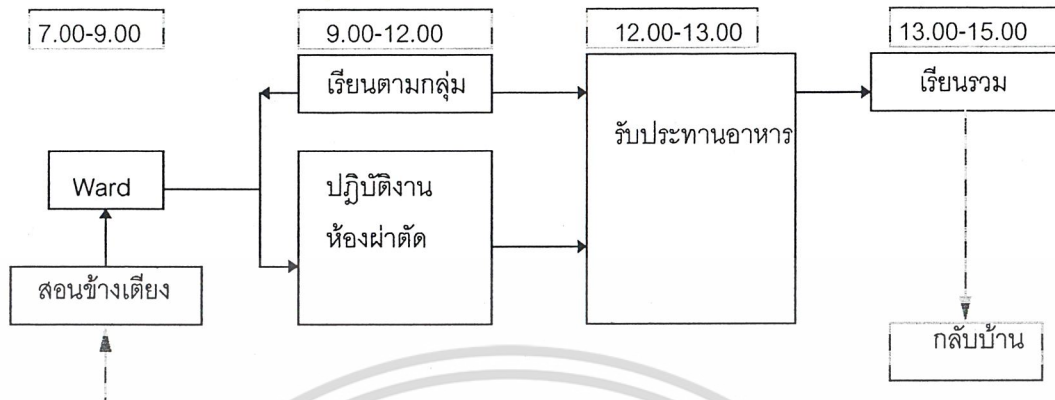 7.00-9.00
9.00-12.00
12.00-13.00
13.00-15.00
เรียนตามกลุ่ม
เรียนรวม
รับประทานอาหาร
Ward
ปฏิบัติงาน
ห้องผ่าตัด
สอนข้างเตียง
กลับบ้าน